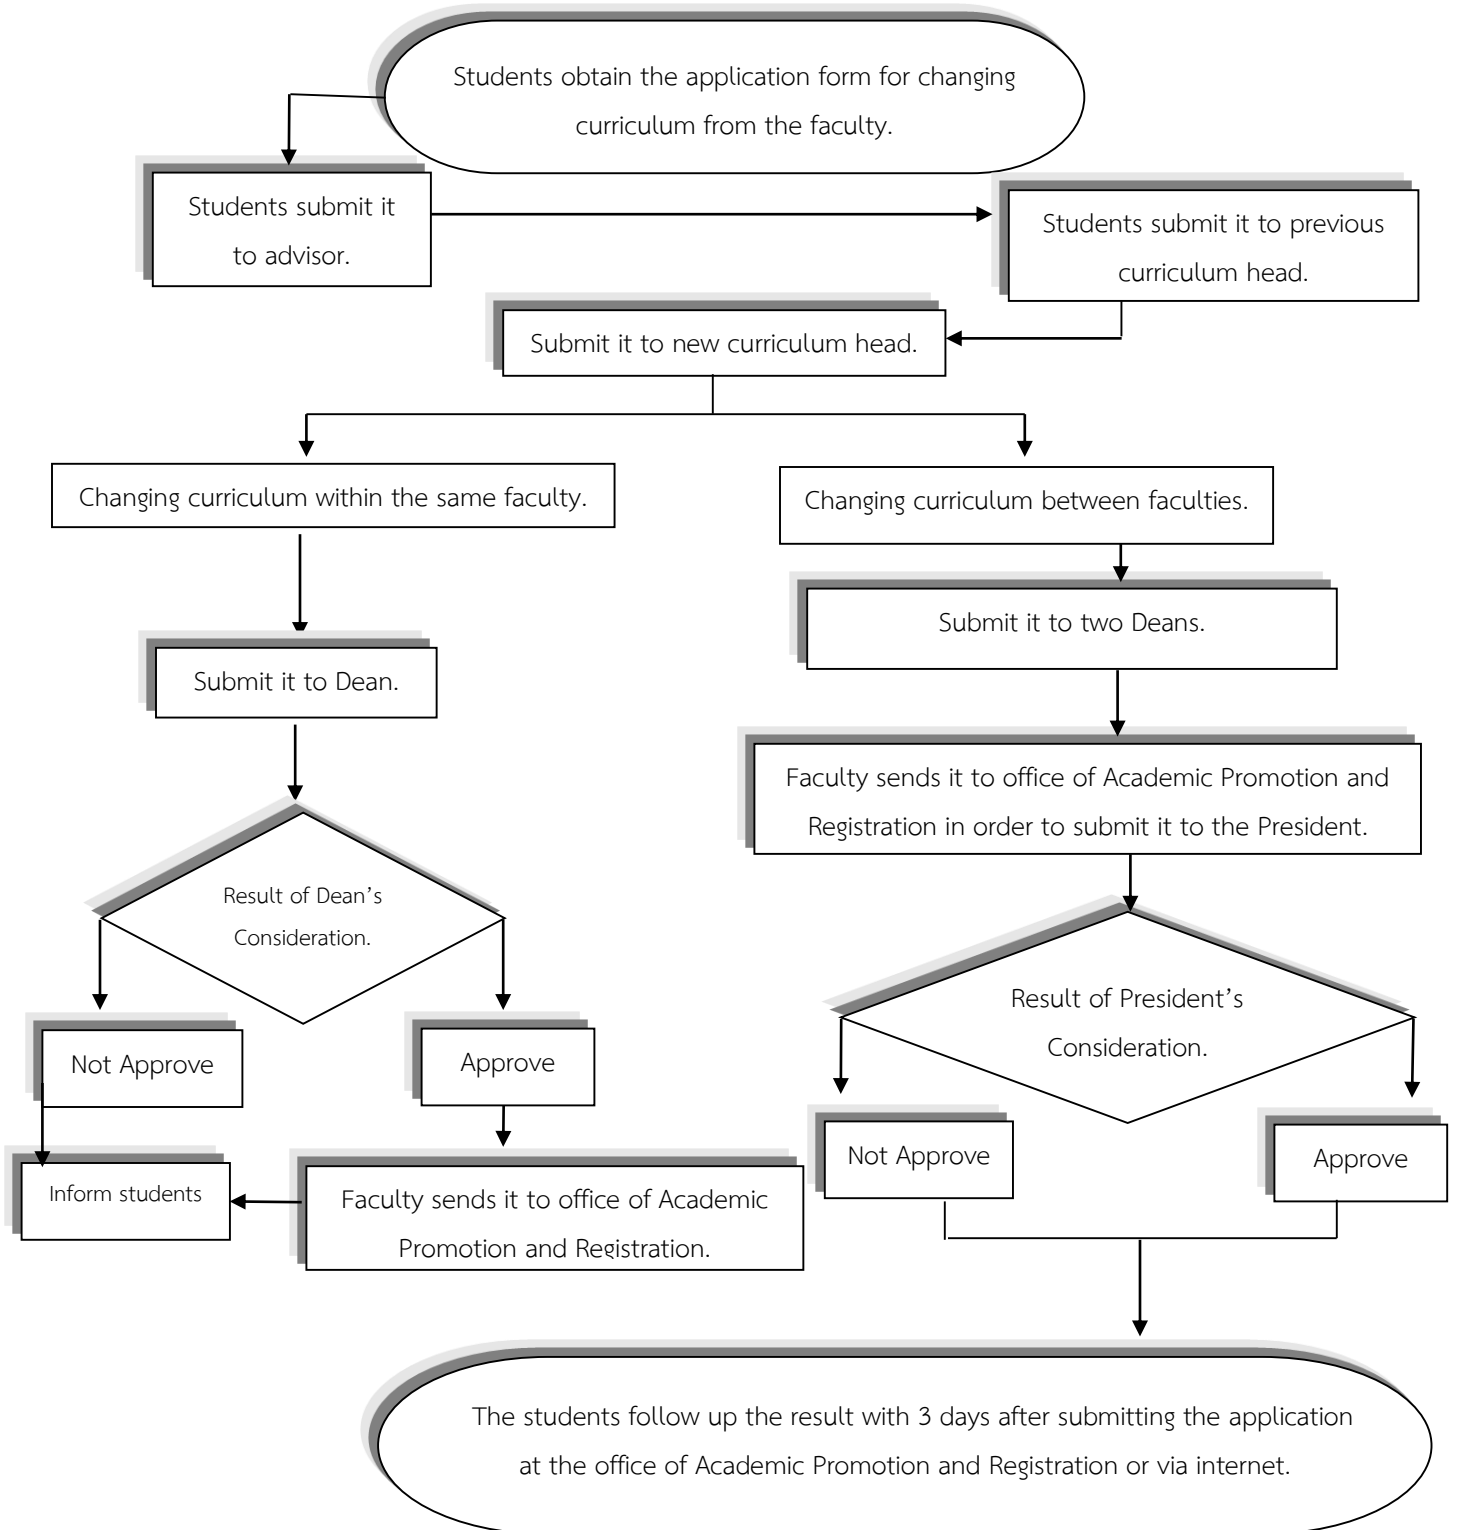 Students obtain the application form for changing
curriculum from the faculty.
Students submit it
to advisor.
Students submit it to previous
curriculum head.
Submit it to new curriculum head.
Changing curriculum within the same faculty.
Changing curriculum between faculties.
Submit it to two Deans.
Submit it to Dean.
Faculty sends it to office of Academic Promotion and
Registration in order to submit it to the President.
Result of Dean's
Consideration.
Result of President's
Consideration.
Not Approve
Approve
Not Approve
Approve
Inform students
Faculty sends it to office of Academic
Promotion and Registration.
The students follow up the result with 3 days after submitting the application
at the office of Academic Promotion and Registration or via internet.